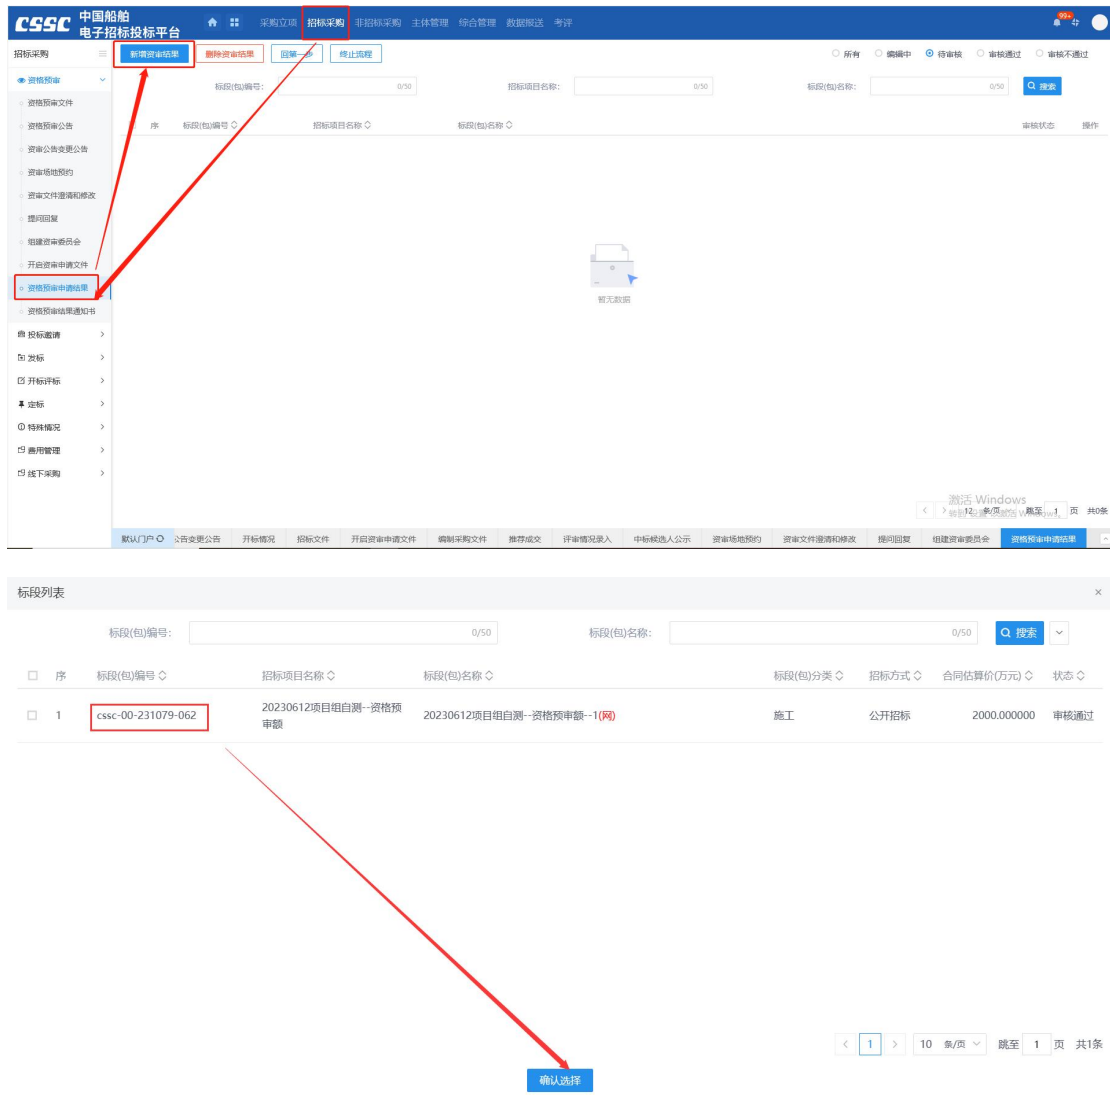 CSSC 中国船舶
电子招标投标平台
采购立项 招标采购 非招标采购 主体管理 综合管理 数据报送 考评
99+
招标采购
新增资审结果 删除资审结果 回第一步 终止流程
所有 编辑中 待审核 审核通过 审核不通过
资格预审
标段(包)编号: 0/50 招标项目名称: 0/50 标段(包)名称: 0/50 搜索
资格预审文件
资格预审公告
序 标段(包)编号 招标项目名称 标段(包)名称 审核状态 操作
资审公告变更公告
资审场地预约
资审文件澄清和修改
提问回复
组建资审委员会
开启资审申请文件
资格预审申请结果
暂无数据
资格预审结果通知书
投标邀请
发标
开标评标
定标
特殊情况
费用管理
线下采购
激活 Windows
12 条/页 跳至 1 页 共0条
默认门户 公告变更公告 开标情况 招标文件 开启资审申请文件 编制采购文件 推荐成交 评审情况录入 中标候选人公示 资审场地预约 资审文件澄清和修改 提问回复 组建资审委员会 资格预审申请结果
标段列表
标段(包)编号: 0/50 标段(包)名称: 0/50 搜索
序 标段(包)编号 招标项目名称 标段(包)名称 标段(包)分类 招标方式 合同估算价(万元) 状态
1 cssc-00-231079-062 20230612项目组自测--资格预审额 20230612项目组自测--资格预审额--1(网) 施工 公开招标 2000.000000 审核通过
1 10 条/页 跳至 1 页 共1条
确认选择